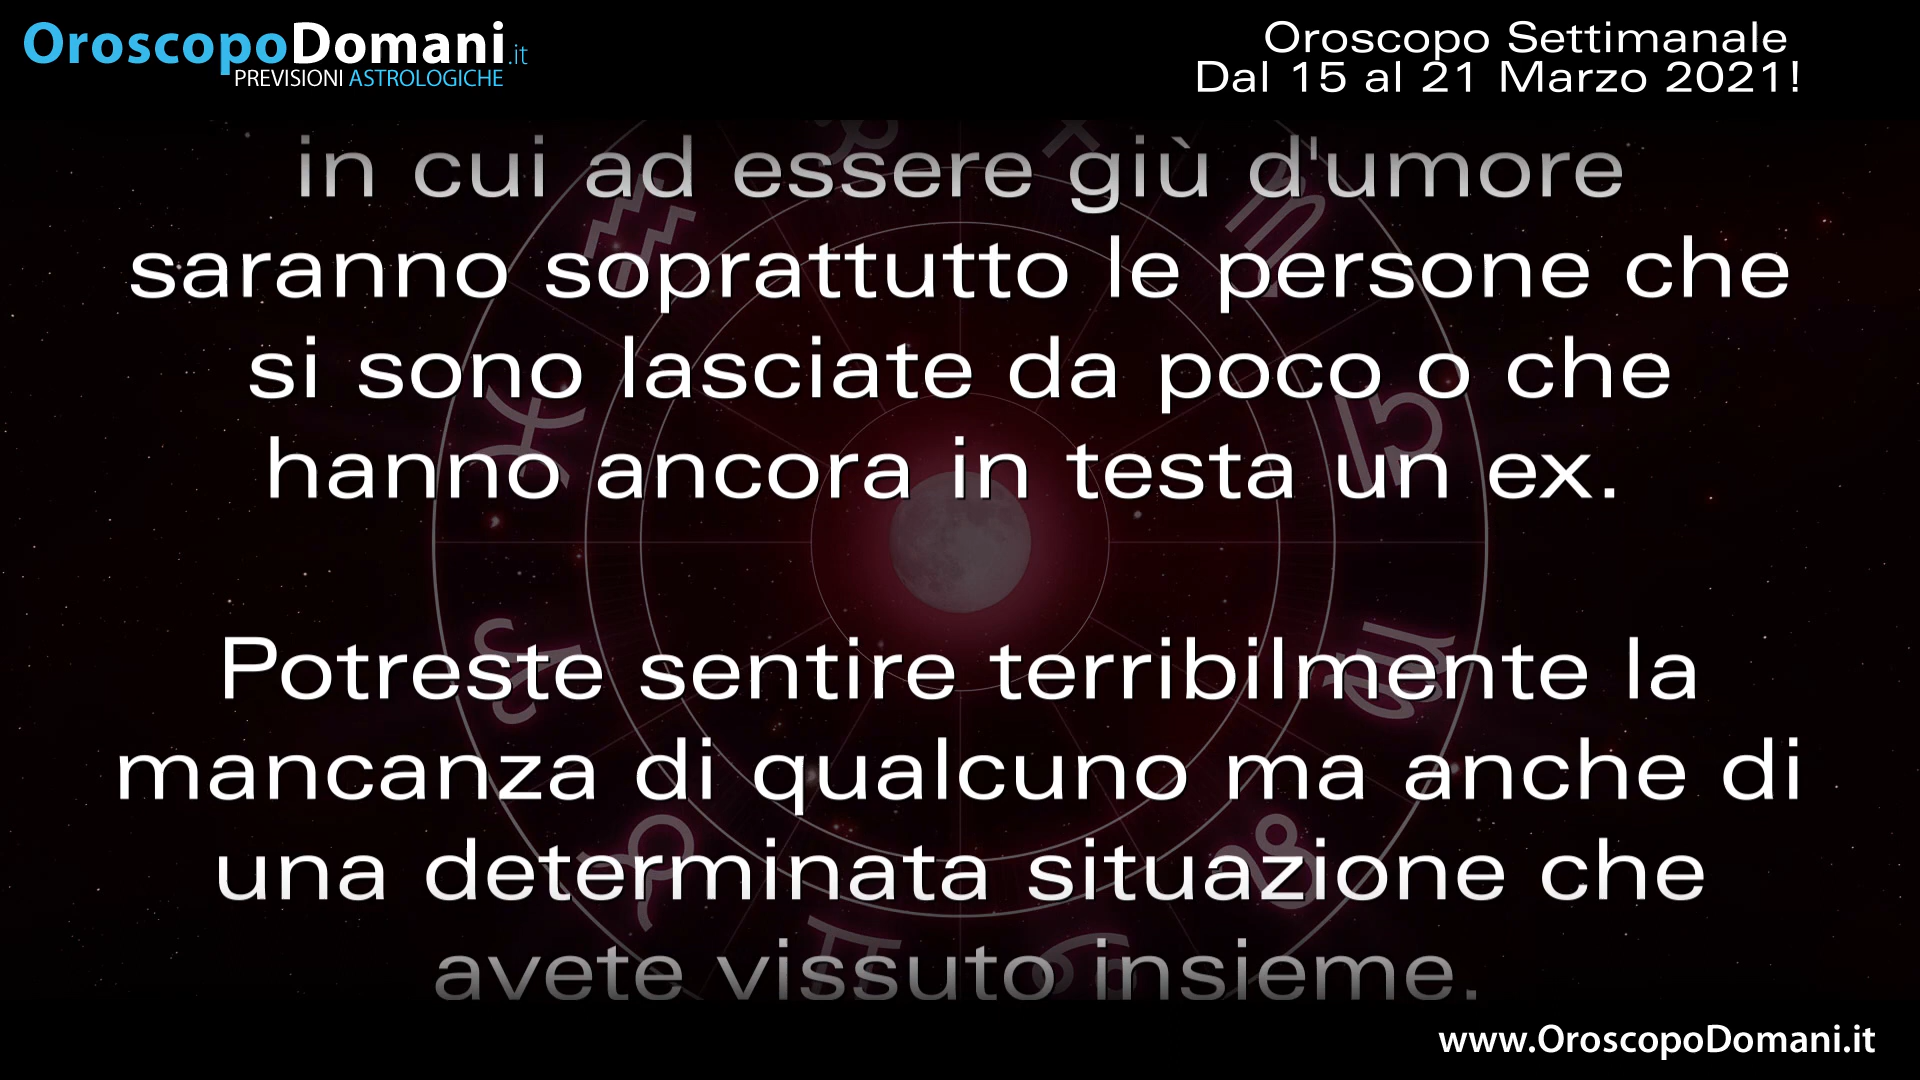 OroscopoDomani.it
PREVISIONI ASTROLOGICHE
Oroscopo Settimanale
Dal 15 al 21 Marzo 2021!
in cui ad essere giù d'umore
saranno soprattutto le persone che
si sono lasciate da poco o che
hanno ancora in testa un ex.
Potreste sentire terribilmente la
mancanza di qualcuno ma anche di
una determinata situazione che
avete vissuto insieme.
www.OroscopoDomani.it